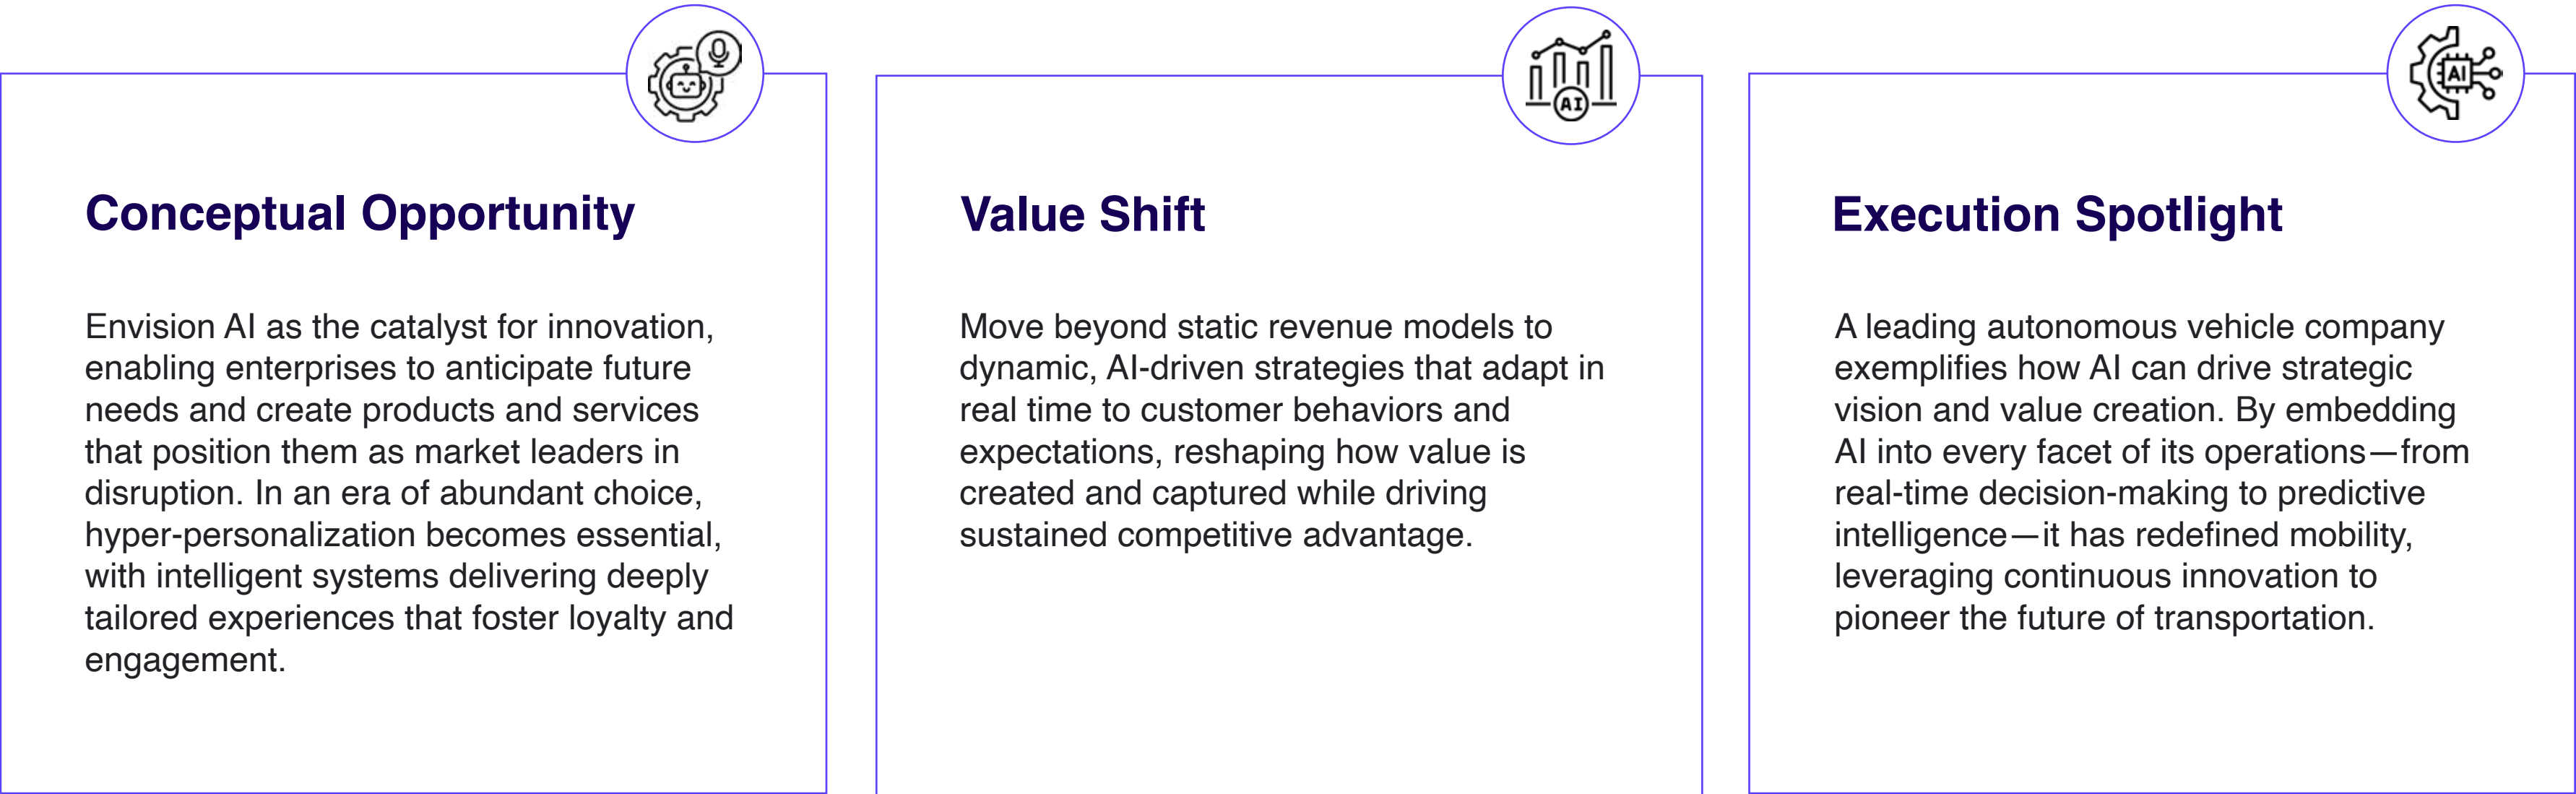 Conceptual Opportunity
Envision AI as the catalyst for innovation,
enabling enterprises to anticipate future
needs and create products and services
that position them as market leaders in
disruption. In an era of abundant choice,
hyper-personalization becomes essential,
with intelligent systems delivering deeply
tailored experiences that foster loyalty and
engagement.
AI
Value Shift
Move beyond static revenue models to
dynamic, AI-driven strategies that adapt in
real time to customer behaviors and
expectations, reshaping how value is
created and captured while driving
sustained competitive advantage.
AI
Execution Spotlight
A leading autonomous vehicle company
exemplifies how AI can drive strategic
vision and value creation. By embedding
AI into every facet of its operations—from
real-time decision-making to predictive
intelligence—it has redefined mobility,
leveraging continuous innovation to
pioneer the future of transportation.